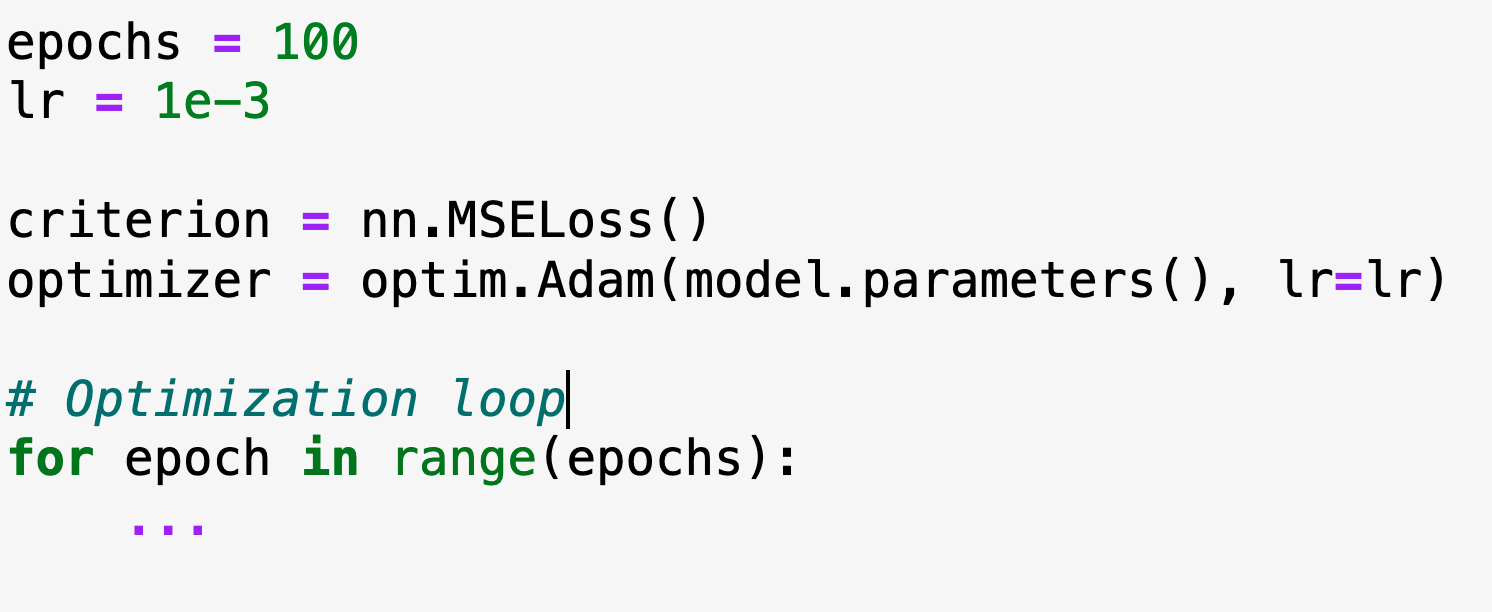 epochs = 100
lr = 1e-3
criterion = nn.MSELoss()
optimizer = optim.Adam(model.parameters(), lr=lr)
# Optimization loop
for epoch in range(epochs):
    ...